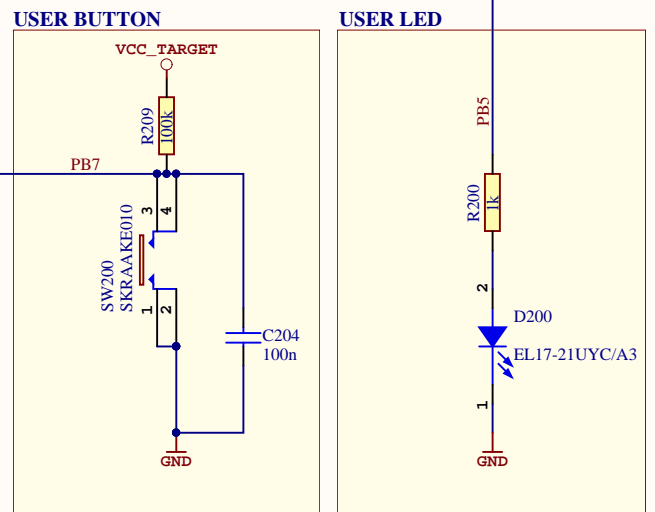 USER BUTTON
VCC_TARGET
R209
100k
PB7
3
4
SW200
SKRAAKE010
1
2
C204
100n
GND
USER LED
PB5
R200
1k
2
D200
EL17-21UYC/A3
1
GND